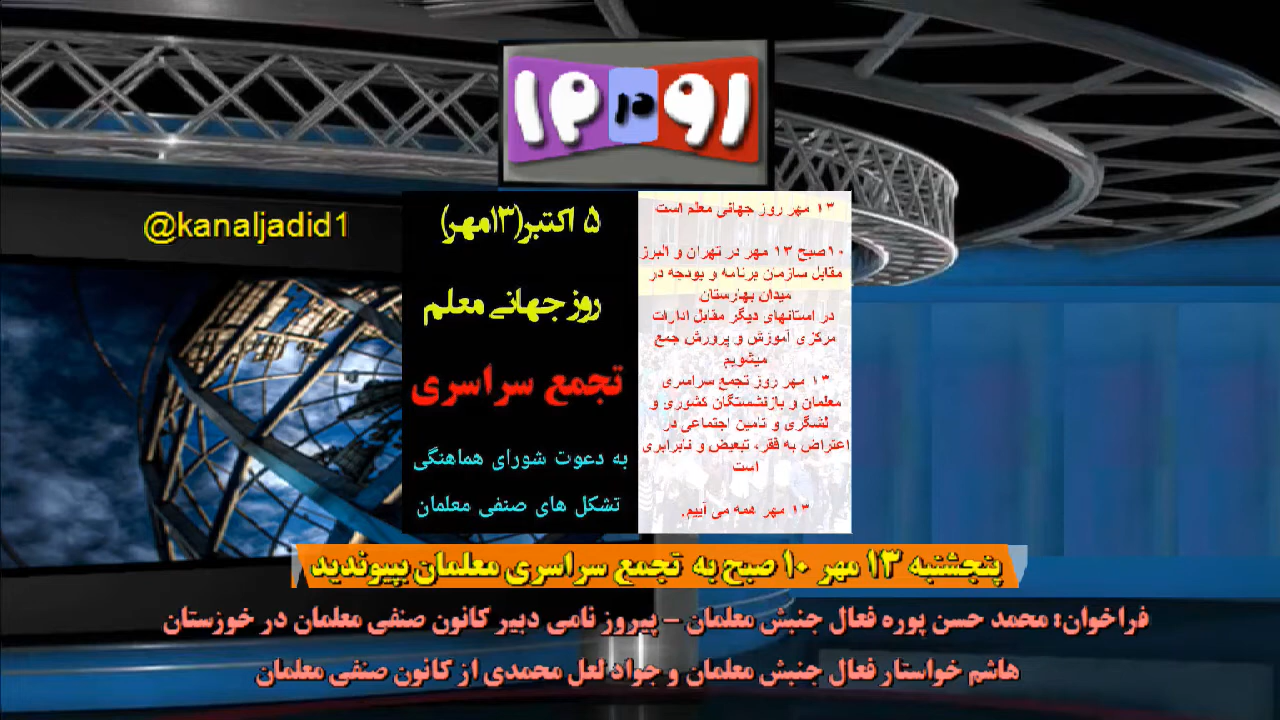 رو در رو
@kanaljadid1
۵ اکتبر(۱۳مهر)
روز جهانی معلم
تجمع سراسری
به دعوت شورای هماهنگی
تشکل های صنفی معلمان
۱۳ مهر روز جهانی معلم است
۱۰صبح ۱۳ مهر در تهران و البرز
مقابل سازمان برنامه و بودجه در
میدان بهارستان
در استانهای دیگر مقابل ادارات
مرکزی آموزش و پرورش جمع
میشویم
۱۳ مهر روز تجمع سراسری
معلمان و بازنشستگان کشوری و
لشگری و تامین اجتماعی در
اعتراض به فقر، تبعیض و نابرابری
است
۱۳ مهر همه می آییم.
پنجشنبه ۱۳ مهر ۱۰ صبح به تجمع سراسری معلمان بپیوندید
فراخوان: محمد حسن پوره فعال جنبش معلمان - پیروز نامی دبیر کانون صنفی معلمان در خوزستان
هاشم خواستار فعال جنبش معلمان و جواد لعل محمدی از کانون صنفی معلمان